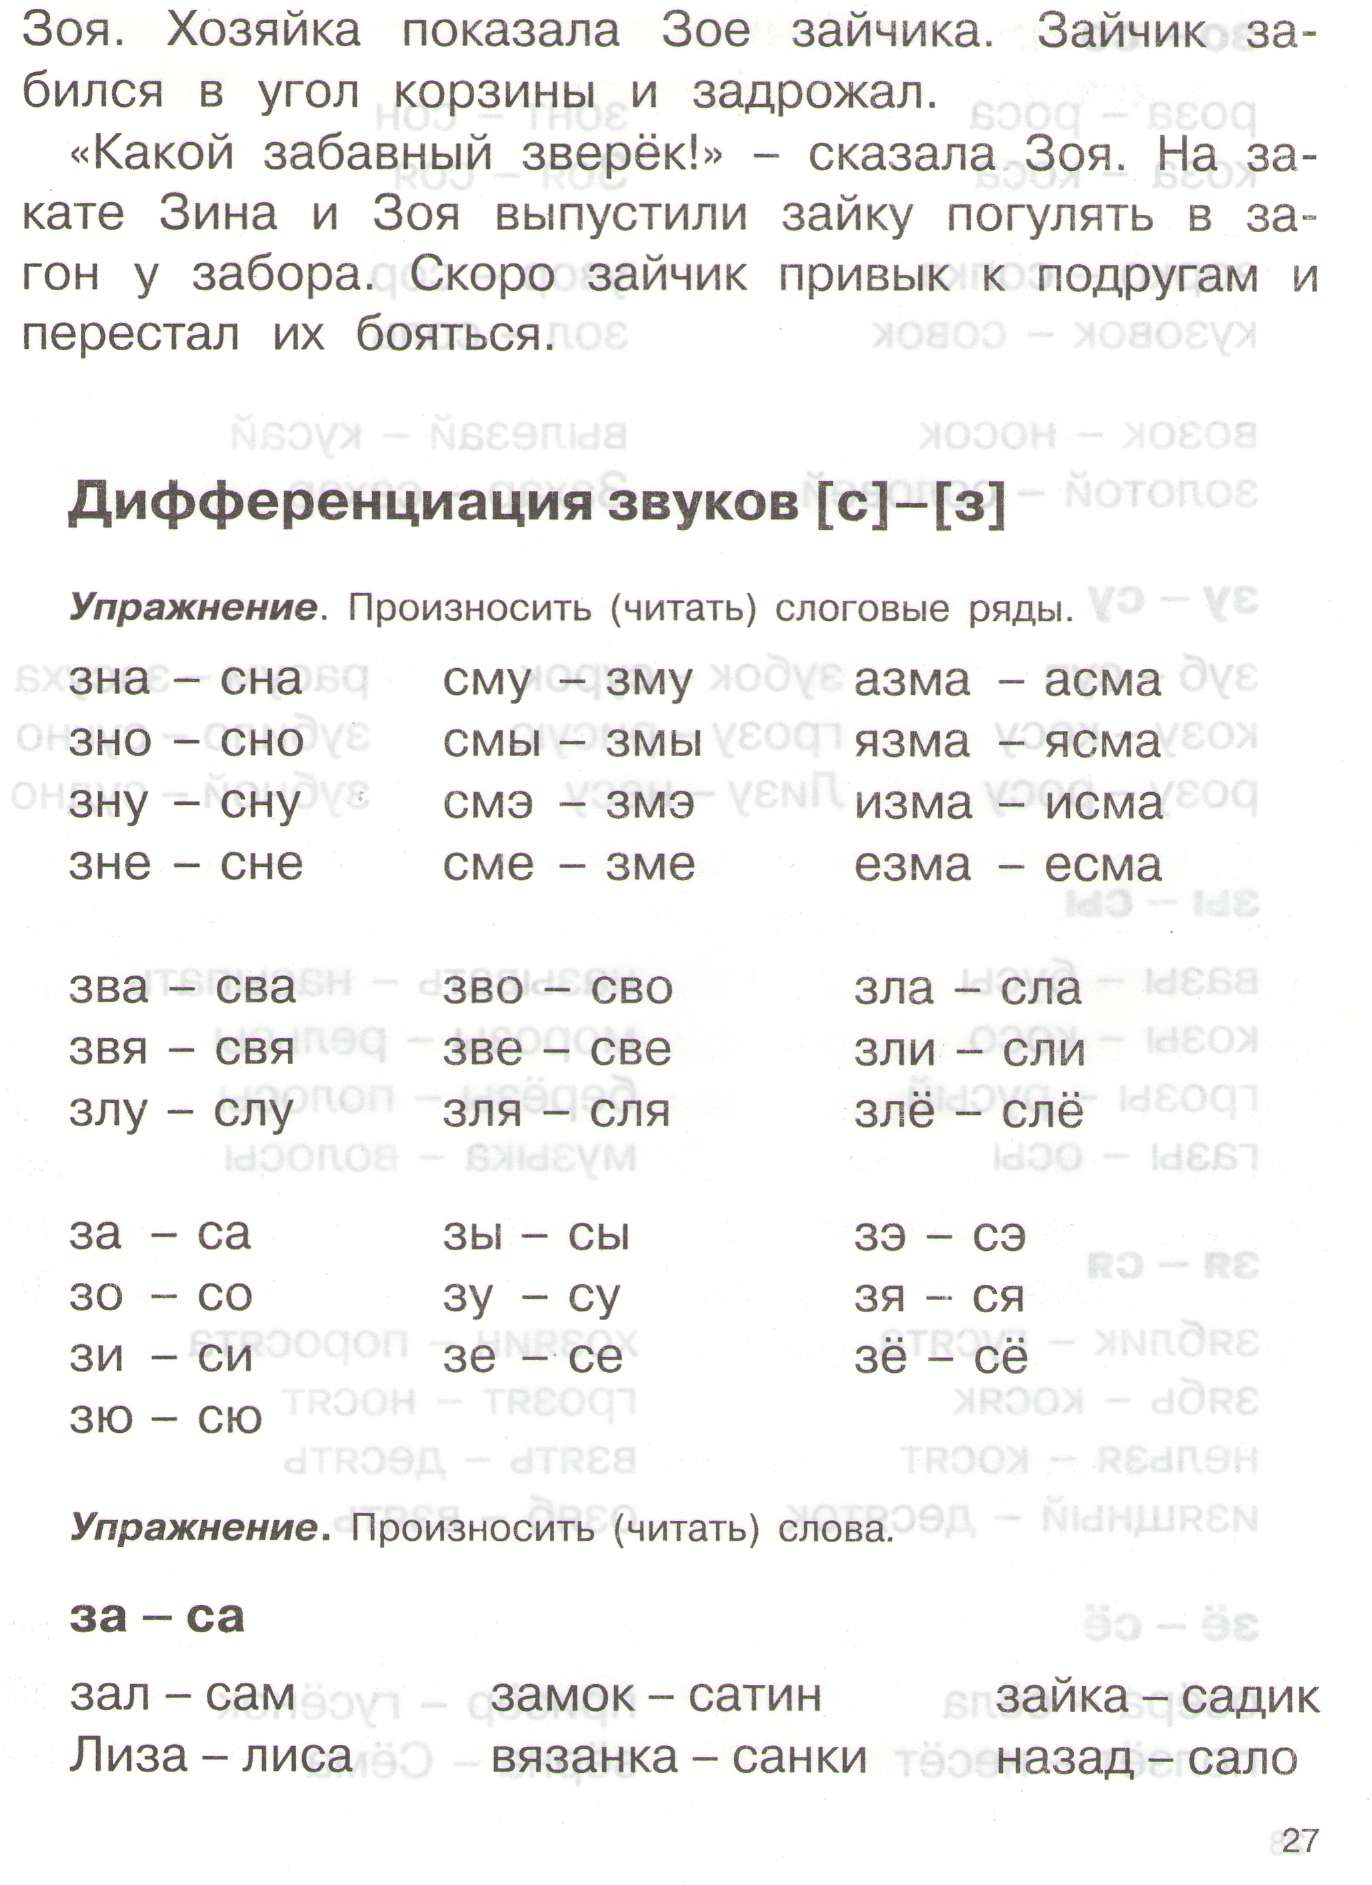 Зоя. Хозяйка показала Зое зайчика. Зайчик за-
бился в угол корзины и задрожал.
«Какой забавный зверёк!» – сказала Зоя. На за-
кате Зина и Зоя выпустили зайку погулять в за-
гон у забора. Скоро зайчик привык к подругам и
перестал их бояться.
Дифференциация звуков [с]–[з]
Упражнение. Произносить (читать) слоговые ряды.
зна – сна сму – зму азма – асма
зно – сно смы – змы язма – ясма
зну – сну смэ – змэ изма – исма
зне – сне сме – зме езма – есма
зва – сва зво – сво зла – сла
звя – свя зве – све зли – сли
злу – слу зля – сля злё – слё
за – са зы – сы зэ – сэ
зо – со зу – су зя – ся
зи – си зе – се зё – сё
зю – сю
Упражнение. Произносить (читать) слова.
за – са
зал – сам замок – сатин зайка – садик
Лиза – лиса вязанка – санки назад – сало
27